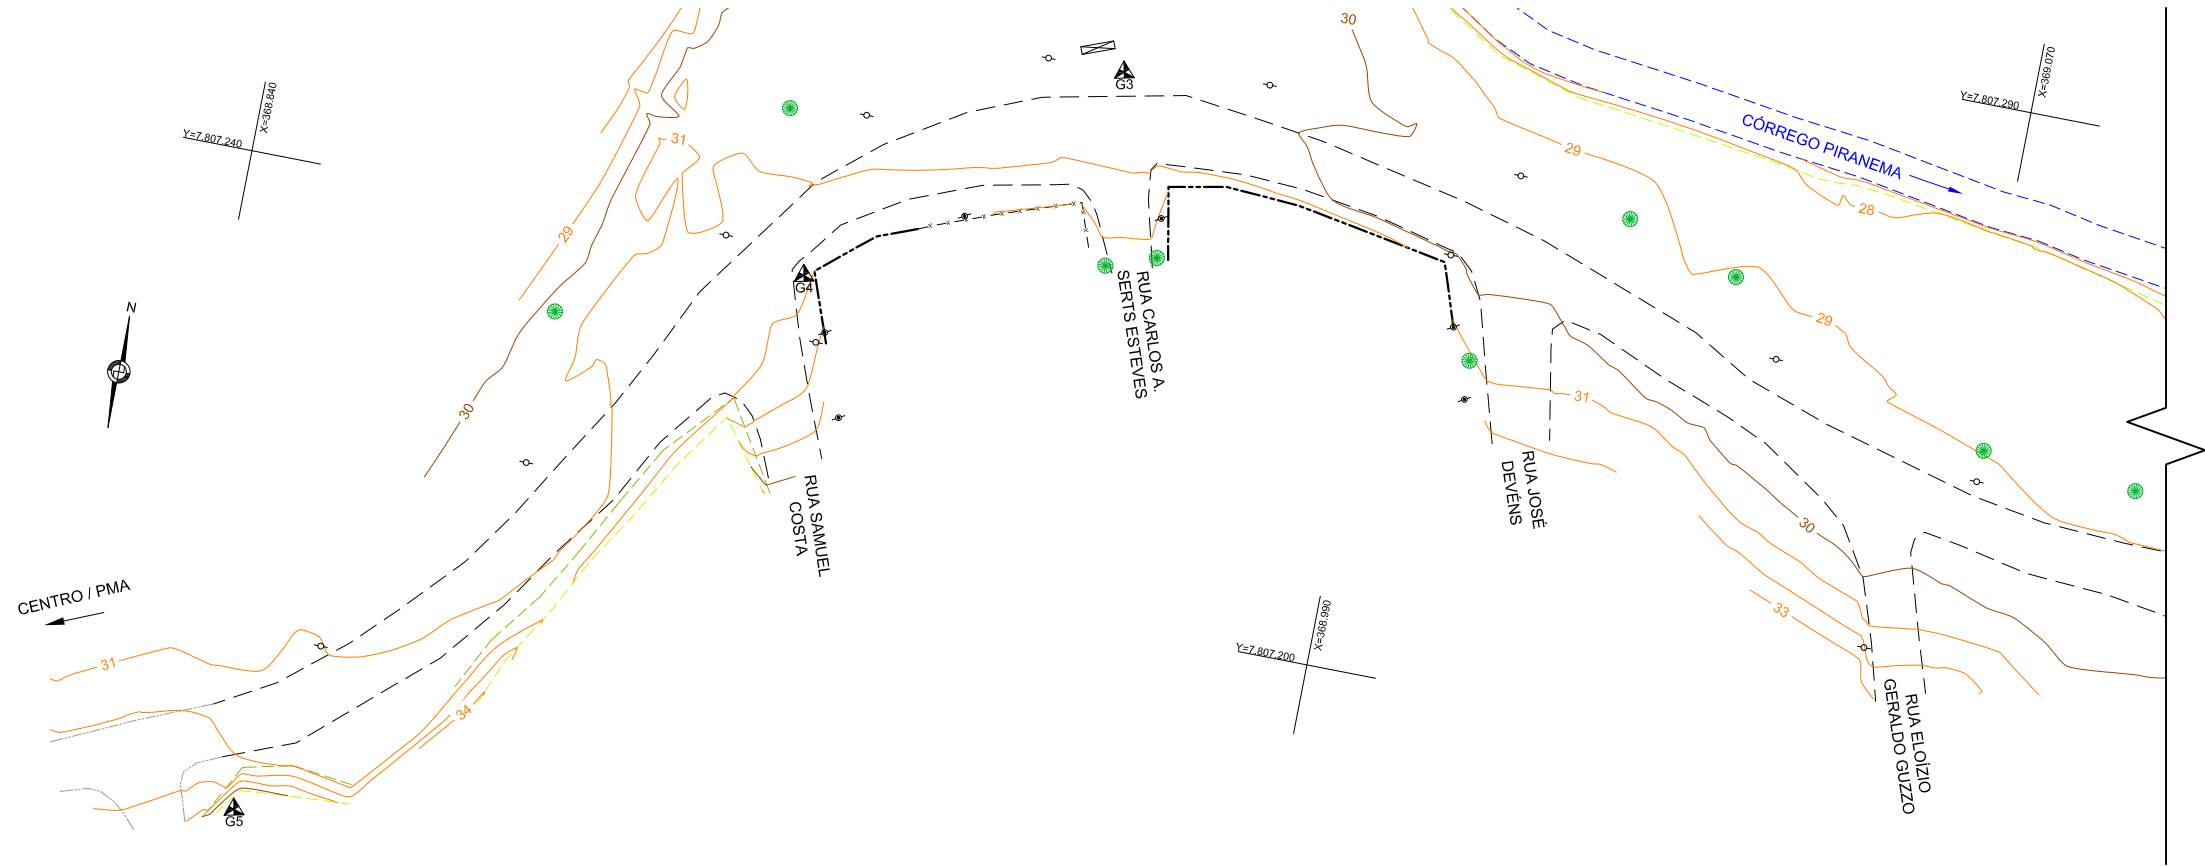 30
X=368.840
Y=7.807.240
31
G3
X=369.070
Y=7.807.290
CÓRREGO PIRANEMA
29
28
29
G4
N
RUA CARLOS A.
SERTS ESTEVES
29
30
31
RUA JOSÉ
DEVÉNS
RUA SAMUEL
COSTA
30
CENTRO / PMA
31
X=368.990
Y=7.807.200
33
34
RUA ELOÍZIO
GERALDO GUZZO
G5